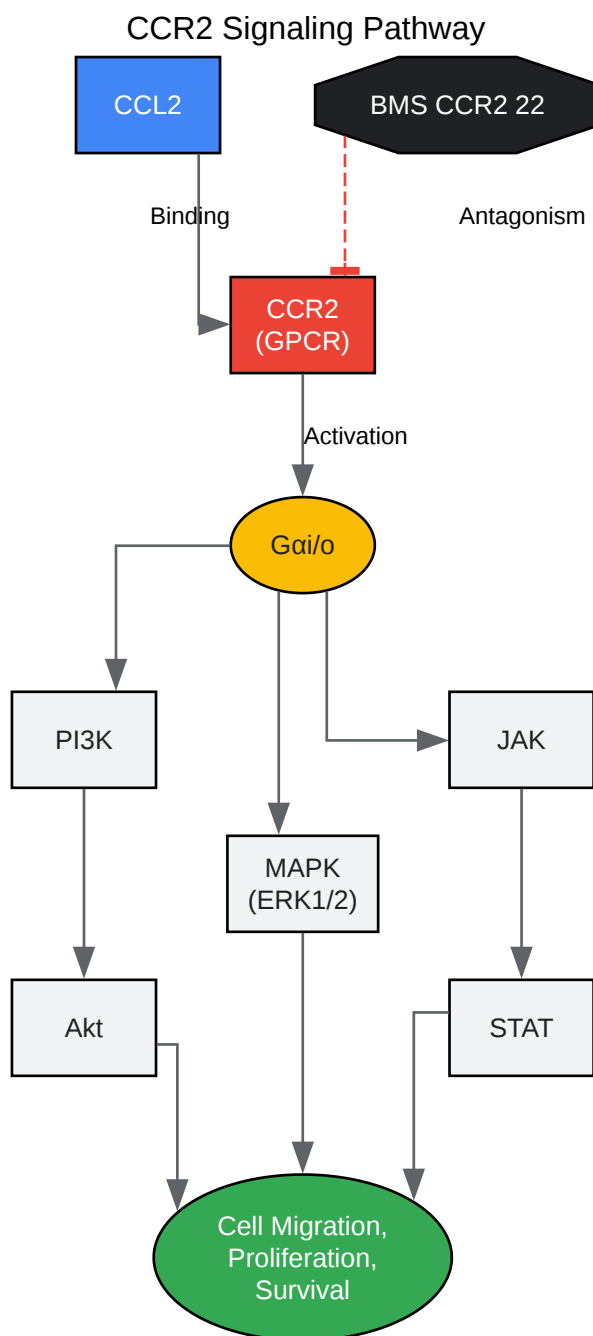 CCR2 Signaling Pathway
CCL2
BMS CCR2 22
Binding
Antagonism
CCR2
(GPCR)
Activation
Gαi/o
PI3K
JAK
MAPK
(ERK1/2)
Akt
STAT
Cell Migration,
Proliferation,
Survival